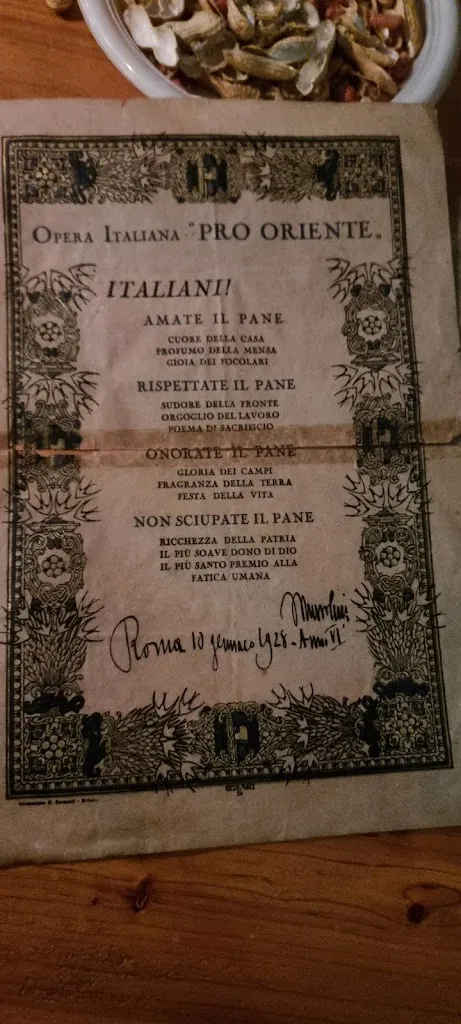 OPERA ITALIANA "PRO ORIENTE„
ITALIANI!
AMATE IL PANE
CUORE DELLA CASA
PROFUMO DELLA MENSA
GIOIA DEI FOCOLARI
RISPETTATE IL PANE
SUDORE DELLA FRONTE
ORGOGLIO DEL LAVORO
POEMA DI SACRIFICIO
ONORATE IL PANE
GLORIA DEI CAMPI
FRAGRANZA DELLA TERRA
FESTA DELLA VITA
NON SCIUPATE IL PANE
RICCHEZZA DELLA PATRIA
IL PIÙ SOAVE DONO DI DIO
IL PIÙ SANTO PREMIO ALLA
FATICA UMANA
Mussolini
Roma 10 gennaio 1928 - Anno VI